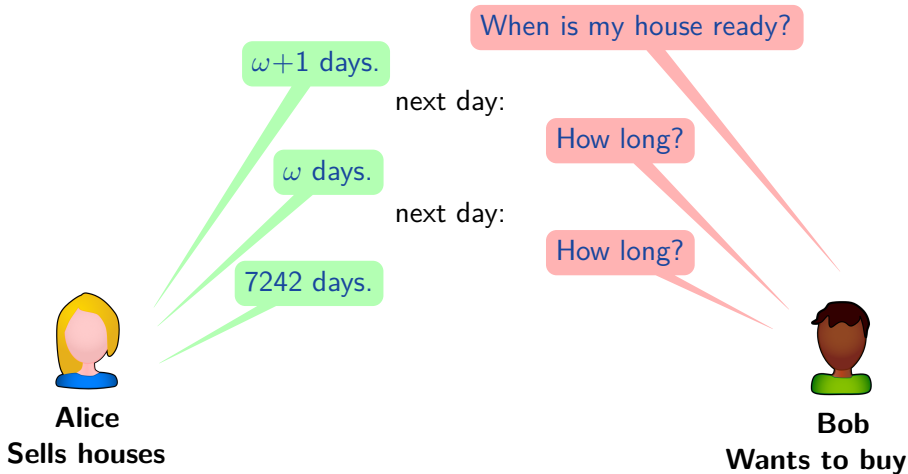 When is my house ready?
ω+1 days.
next day:
How long?
ω days.
next day:
How long?
7242 days.
Alice
Sells houses
Bob
Wants to buy